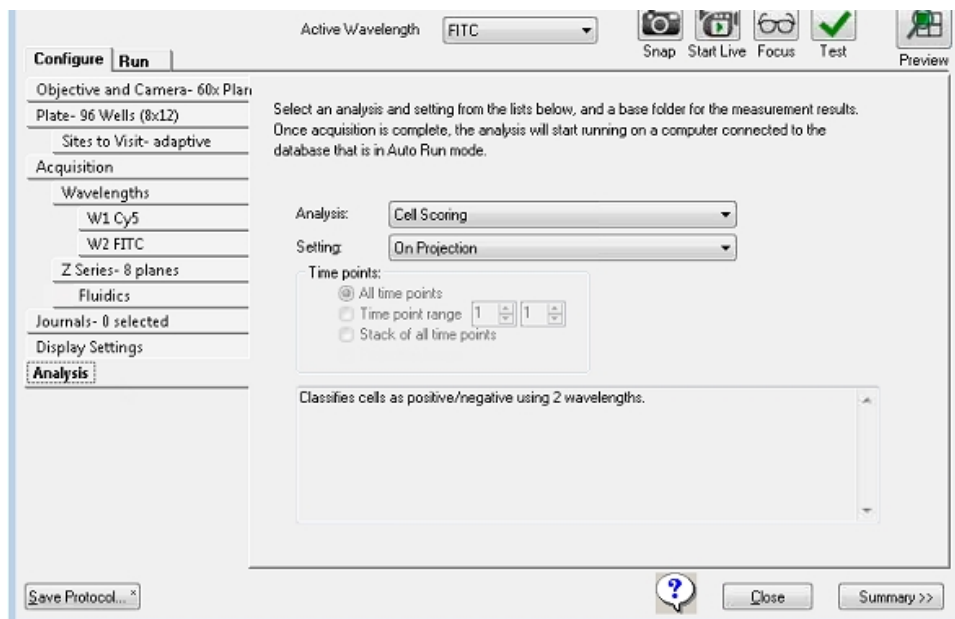 Active Wavelength FITC
Snap Start Live Focus Test Preview
Configure Run
Objective and Camera- 60x Plan
Plate- 96 Wells (8x12)
Sites to Visit- adaptive
Acquisition
Wavelengths
W1 Cy5
W2 FITC
Z Series- 8 planes
Fluidics
Journals- 0 selected
Display Settings
Analysis
Select an analysis and setting from the lists below, and a base folder for the measurement results.
Once acquisition is complete, the analysis will start running on a computer connected to the
database that is in Auto Run mode.
Analysis: Cell Scoring
Setting: On Projection
Time points:
All time points
Time point range 1 1
Stack of all time points
Classifies cells as positive/negative using 2 wavelengths.
Save Protocol... * ? Close Summary >>